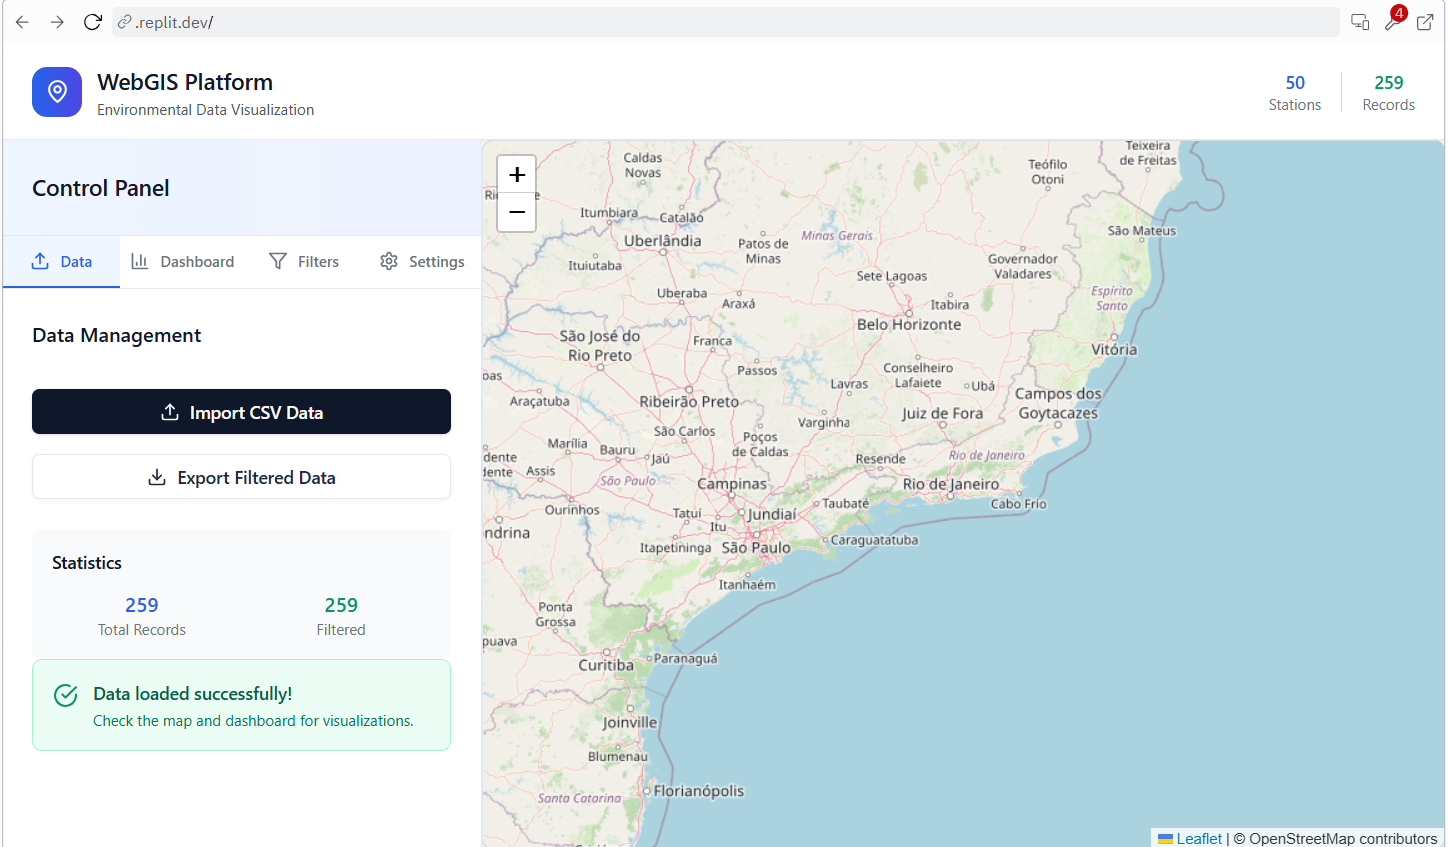 .replit.dev/
4
WebGIS Platform
Environmental Data Visualization
50
Stations
259
Records
Control Panel
Data
Dashboard
Filters
Settings
Data Management
Import CSV Data
Export Filtered Data
Statistics
259
Total Records
259
Filtered
Data loaded successfully!
Check the map and dashboard for visualizations.
+
−
Caldas
Novas
Teófilo
Otoni
Teixeira
de Freitas
Itumbiara
Catalão
Uberlândia
Patos de
Minas
Minas Gerais
São Mateus
Ituiutaba
Sete Lagoas
Governador
Valadares
Uberaba
Araxá
Itabira
Espírito
Santo
Belo Horizonte
São José do
Rio Preto
Franca
Vitória
Passos
Conselheiro
Lafaiete
Lavras
Ubá
Araçatuba
Ribeirão Preto
Campos dos
Goytacazes
Juiz de Fora
Varginha
São Carlos
Poços
de Caldas
Marília
Bauru
Jaú
Assis
São Paulo
Resende
Rio de Janeiro
Campinas
Rio de Janeiro
Cabo Frio
Taubaté
Ourinhos
Tatuí
Jundiaí
Itu
ndrina
Itapetininga
São Paulo
Caraguatatuba
Itanhaém
Ponta
Grossa
puava
Curitiba
Paranaguá
Joinville
Blumenau
Santa Catarina
Florianópolis
Leaflet | © OpenStreetMap contributors